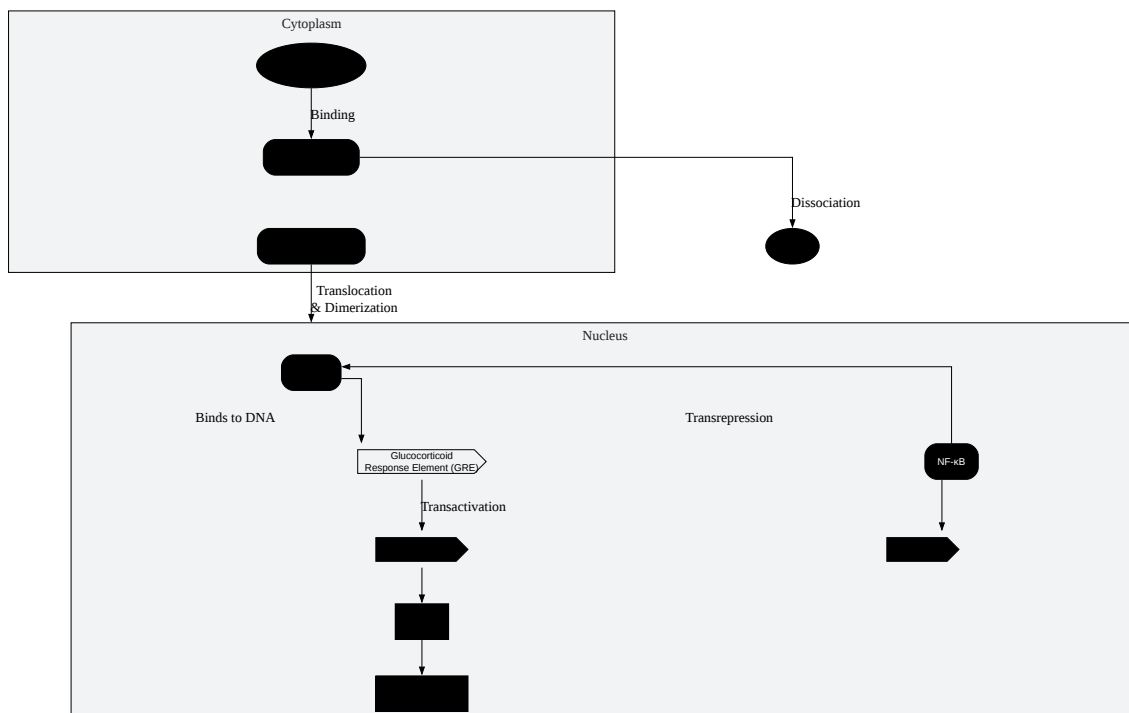 Cytoplasm
Binding
Dissociation
Translocation
& Dimerization
Nucleus
Binds to DNA
Transrepression
Glucocorticoid
Response Element (GRE)
NF-κB
Transactivation